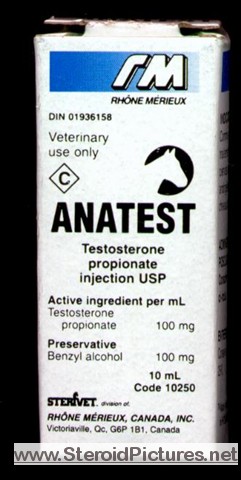 RM
RHÔNE MÉRIEUX
DIN 01936158
Veterinary
use only
C
ANATEST
Testosterone
propionate
injection USP
Active ingredient per mL
Testosterone
propionate 100 mg
Preservative
Benzyl alcohol 100 mg
10 mL
Code 10250
STERIVET division of:
RHÔNE MÉRIEUX, CANADA, INC.
Victoriaville, Qc, G6P 1B1, Canada
www.SteroidPictures.net